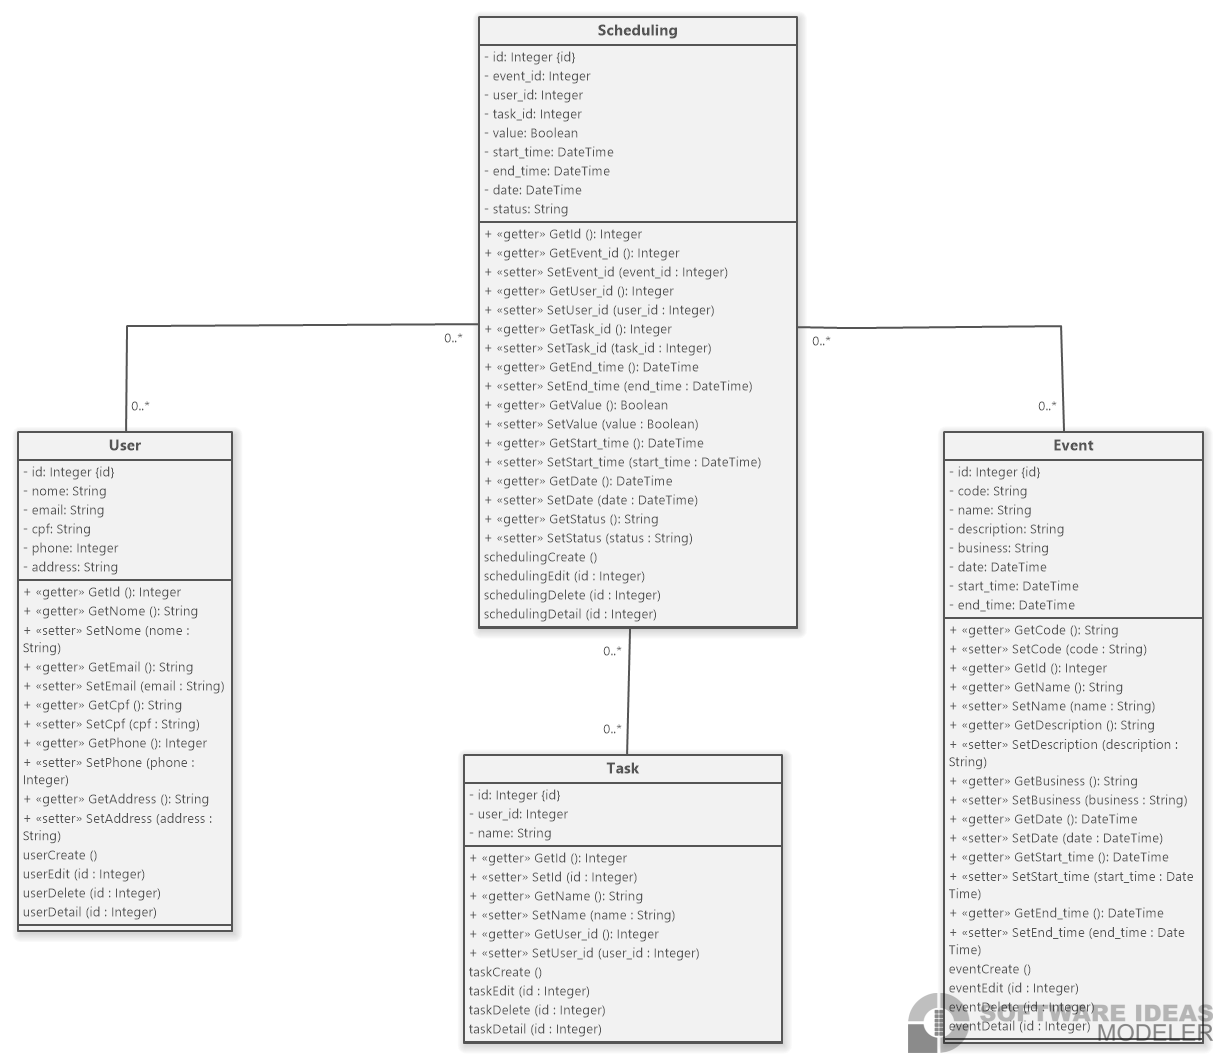 Scheduling
- id: Integer {id}
- event_id: Integer
- user_id: Integer
- task_id: Integer
- value: Boolean
- start_time: DateTime
- end_time: DateTime
- date: DateTime
- status: String
+ «getter» GetId (): Integer
+ «getter» GetEvent_id (): Integer
+ «setter» SetEvent_id (event_id : Integer)
+ «getter» GetUser_id (): Integer
+ «setter» SetUser_id (user_id : Integer)
+ «getter» GetTask_id (): Integer
+ «setter» SetTask_id (task_id : Integer)
+ «getter» GetEnd_time (): DateTime
+ «setter» SetEnd_time (end_time : DateTime)
+ «getter» GetValue (): Boolean
+ «setter» SetValue (value : Boolean)
+ «getter» GetStart_time (): DateTime
+ «setter» SetStart_time (start_time : DateTime)
+ «getter» GetDate (): DateTime
+ «setter» SetDate (date : DateTime)
+ «getter» GetStatus (): String
+ «setter» SetStatus (status : String)
schedulingCreate ()
schedulingEdit (id : Integer)
schedulingDelete (id : Integer)
schedulingDetail (id : Integer)
0..*
0..*
0..*
0..*
0..*
0..*
User
- id: Integer {id}
- nome: String
- email: String
- cpf: String
- phone: Integer
- address: String
+ «getter» GetId (): Integer
+ «getter» GetNome (): String
+ «setter» SetNome (nome :
String)
+ «getter» GetEmail (): String
+ «setter» SetEmail (email : String)
+ «getter» GetCpf (): String
+ «setter» SetCpf (cpf : String)
+ «getter» GetPhone (): Integer
+ «setter» SetPhone (phone :
Integer)
+ «getter» GetAddress (): String
+ «setter» SetAddress (address :
String)
userCreate ()
userEdit (id : Integer)
userDelete (id : Integer)
userDetail (id : Integer)
Task
- id: Integer {id}
- user_id: Integer
- name: String
+ «getter» GetId (): Integer
+ «setter» SetId (id : Integer)
+ «getter» GetName (): String
+ «setter» SetName (name : String)
+ «getter» GetUser_id (): Integer
+ «setter» SetUser_id (user_id : Integer)
taskCreate ()
taskEdit (id : Integer)
taskDelete (id : Integer)
taskDetail (id : Integer)
Event
- id: Integer {id}
- code: String
- name: String
- description: String
- business: String
- date: DateTime
- start_time: DateTime
- end_time: DateTime
+ «getter» GetCode (): String
+ «setter» SetCode (code : String)
+ «getter» GetId (): Integer
+ «getter» GetName (): String
+ «setter» SetName (name : String)
+ «getter» GetDescription (): String
+ «setter» SetDescription (description :
String)
+ «getter» GetBusiness (): String
+ «setter» SetBusiness (business : String)
+ «getter» GetDate (): DateTime
+ «setter» SetDate (date : DateTime)
+ «getter» GetStart_time (): DateTime
+ «setter» SetStart_time (start_time : Date
Time)
+ «getter» GetEnd_time (): DateTime
+ «setter» SetEnd_time (end_time : Date
Time)
eventCreate ()
eventEdit (id : Integer)
eventDelete (id : Integer)
eventDetail (id : Integer)
SOFTWARE IDEAS
MODELER